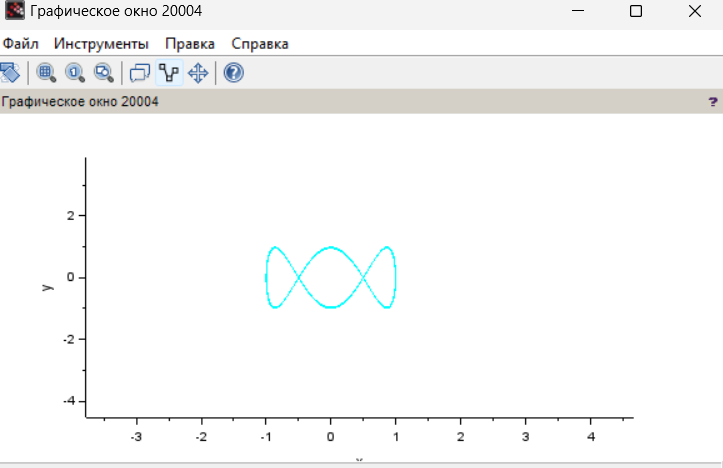 Графическое окно 20004
Файл Инструменты Правка Справка
Графическое окно 20004 ?
2
0
-2
-4
y
-3 -2 -1 0 1 2 3 4